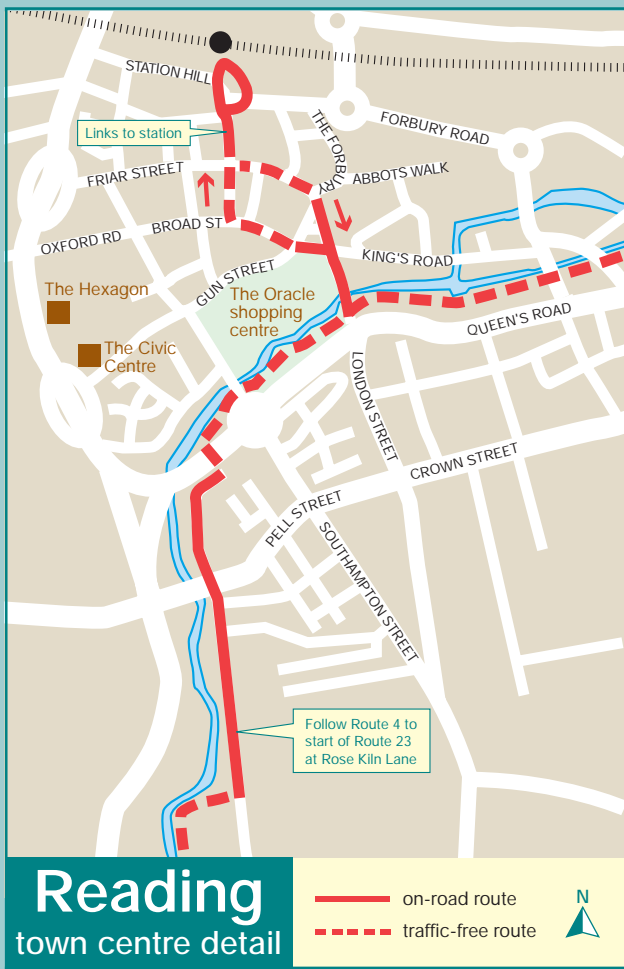 STATION HILL
Links to station
THE FORBURY
FORBURY ROAD
FRIAR STREET
ABBOTS WALK
OXFORD RD
BROAD ST
KING'S ROAD
GUN STREET
The Hexagon
The Oracle
shopping
centre
The Civic
Centre
QUEEN'S ROAD
LONDON STREET
CROWN STREET
PELL STREET
SOUTHAMPTON STREET
Follow Route 4 to
start of Route 23
at Rose Kiln Lane
Reading
town centre detail
on-road route
traffic-free route
N